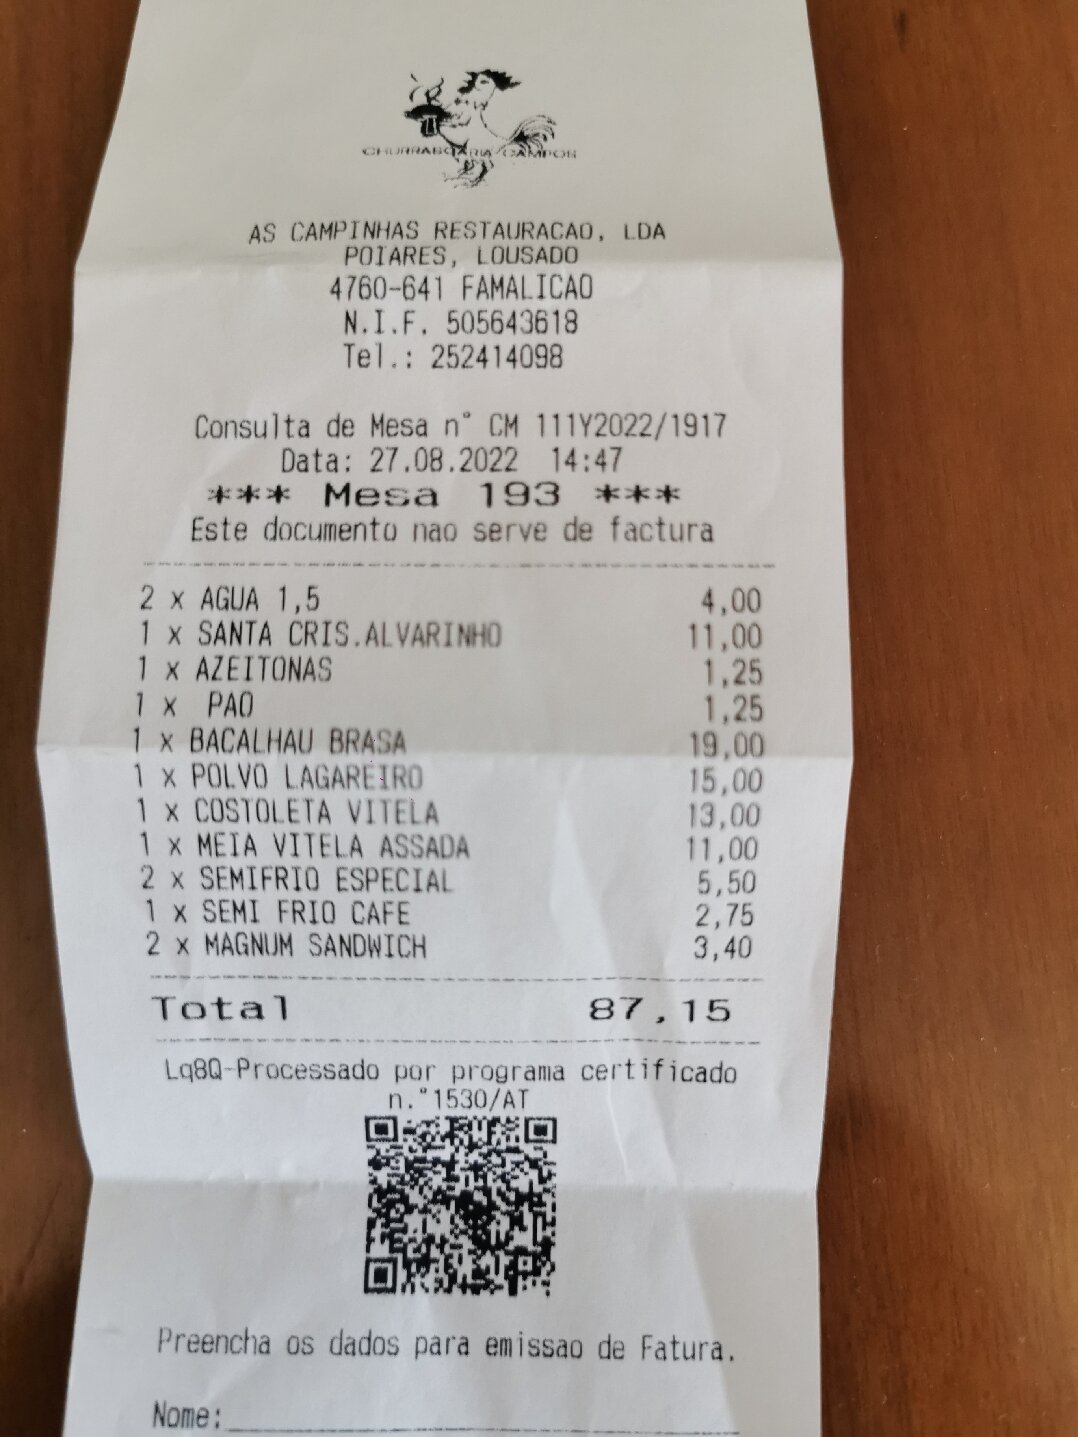 CHURRASQARIA CAMPOS
AS CAMPINHAS RESTAURACAO, LDA
POIARES, LOUSADO
4760-641 FAMALICAO
N.I.F. 505643618
Tel.: 252414098
Consulta de Mesa n° CM 111Y2022/1917
Data: 27.08.2022 14:47
*** Mesa 193 ***
Este documento nao serve de factura
2 x AGUA 1,5 4,00
1 x SANTA CRIS.ALVARINHO 11,00
1 x AZEITONAS 1,25
1 x PAO 1,25
1 x BACALHAU BRASA 19,00
1 x POLVO LAGAREIRO 15,00
1 x COSTOLETA VITELA 13,00
1 x MEIA VITELA ASSADA 11,00
2 x SEMIFRIO ESPECIAL 5,50
1 x SEMI FRIO CAFE 2,75
2 x MAGNUM SANDWICH 3,40
Total 87,15
Lq8Q-Processado por programa certificado
n.°1530/AT
Preencha os dados para emissao de Fatura.
Nome: